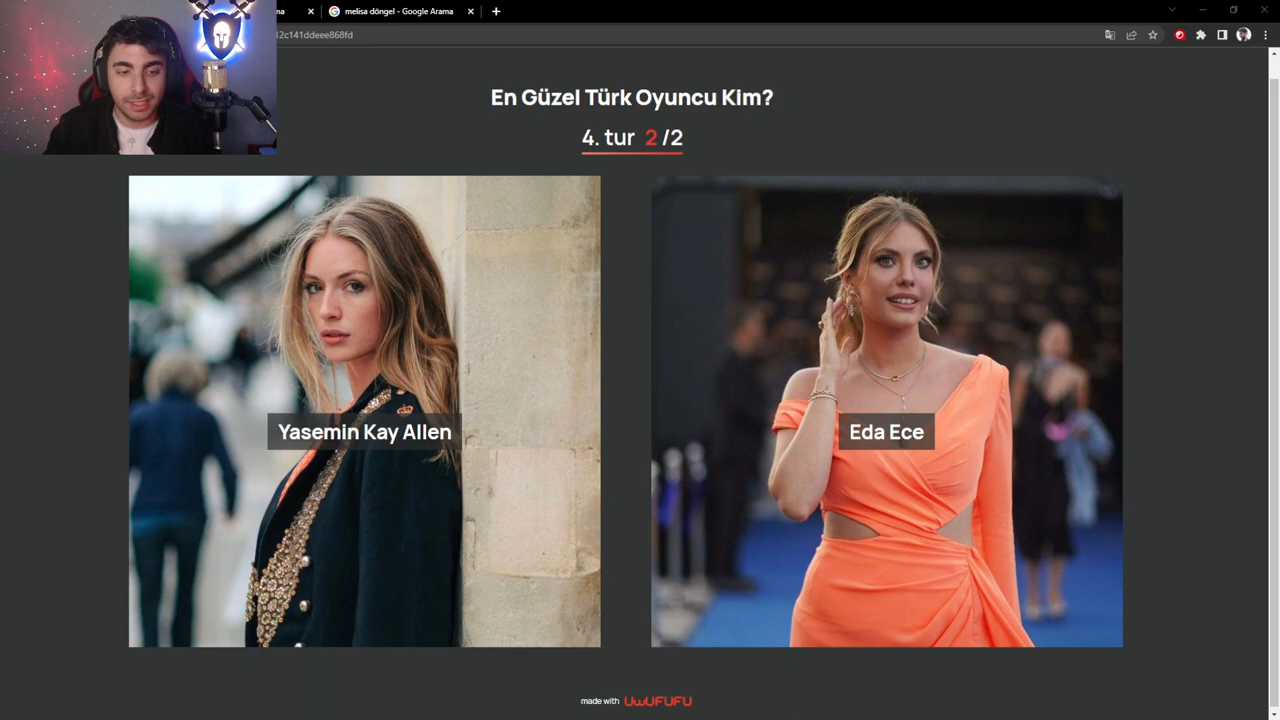 na
melisa döngel - Google Arama
12c141ddeee868fd
En Güzel Türk Oyuncu Kim?
4. tur 2 /2
Yasemin Kay Allen
Eda Ece
made with UwUFUFU